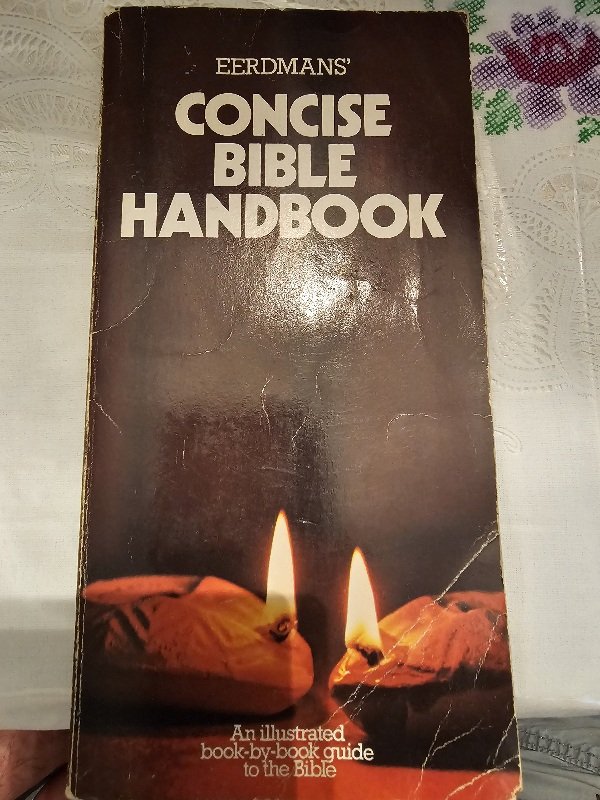 EERDMANS'
CONCISE
BIBLE
HANDBOOK
An illustrated
book-by-book guide
to the Bible